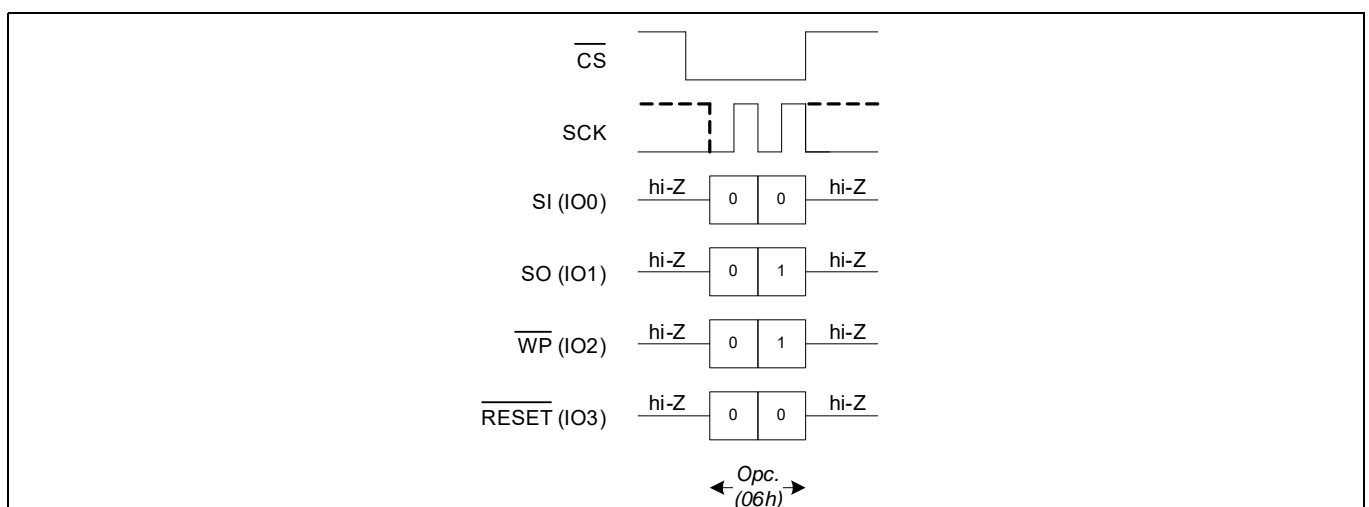 CS
SCK
SI (IO0) hi-Z 0 0 hi-Z
SO (IO1) hi-Z 0 1 hi-Z
WP (IO2) hi-Z 0 1 hi-Z
RESET (IO3) hi-Z 0 0 hi-Z
Opc.
(06h)